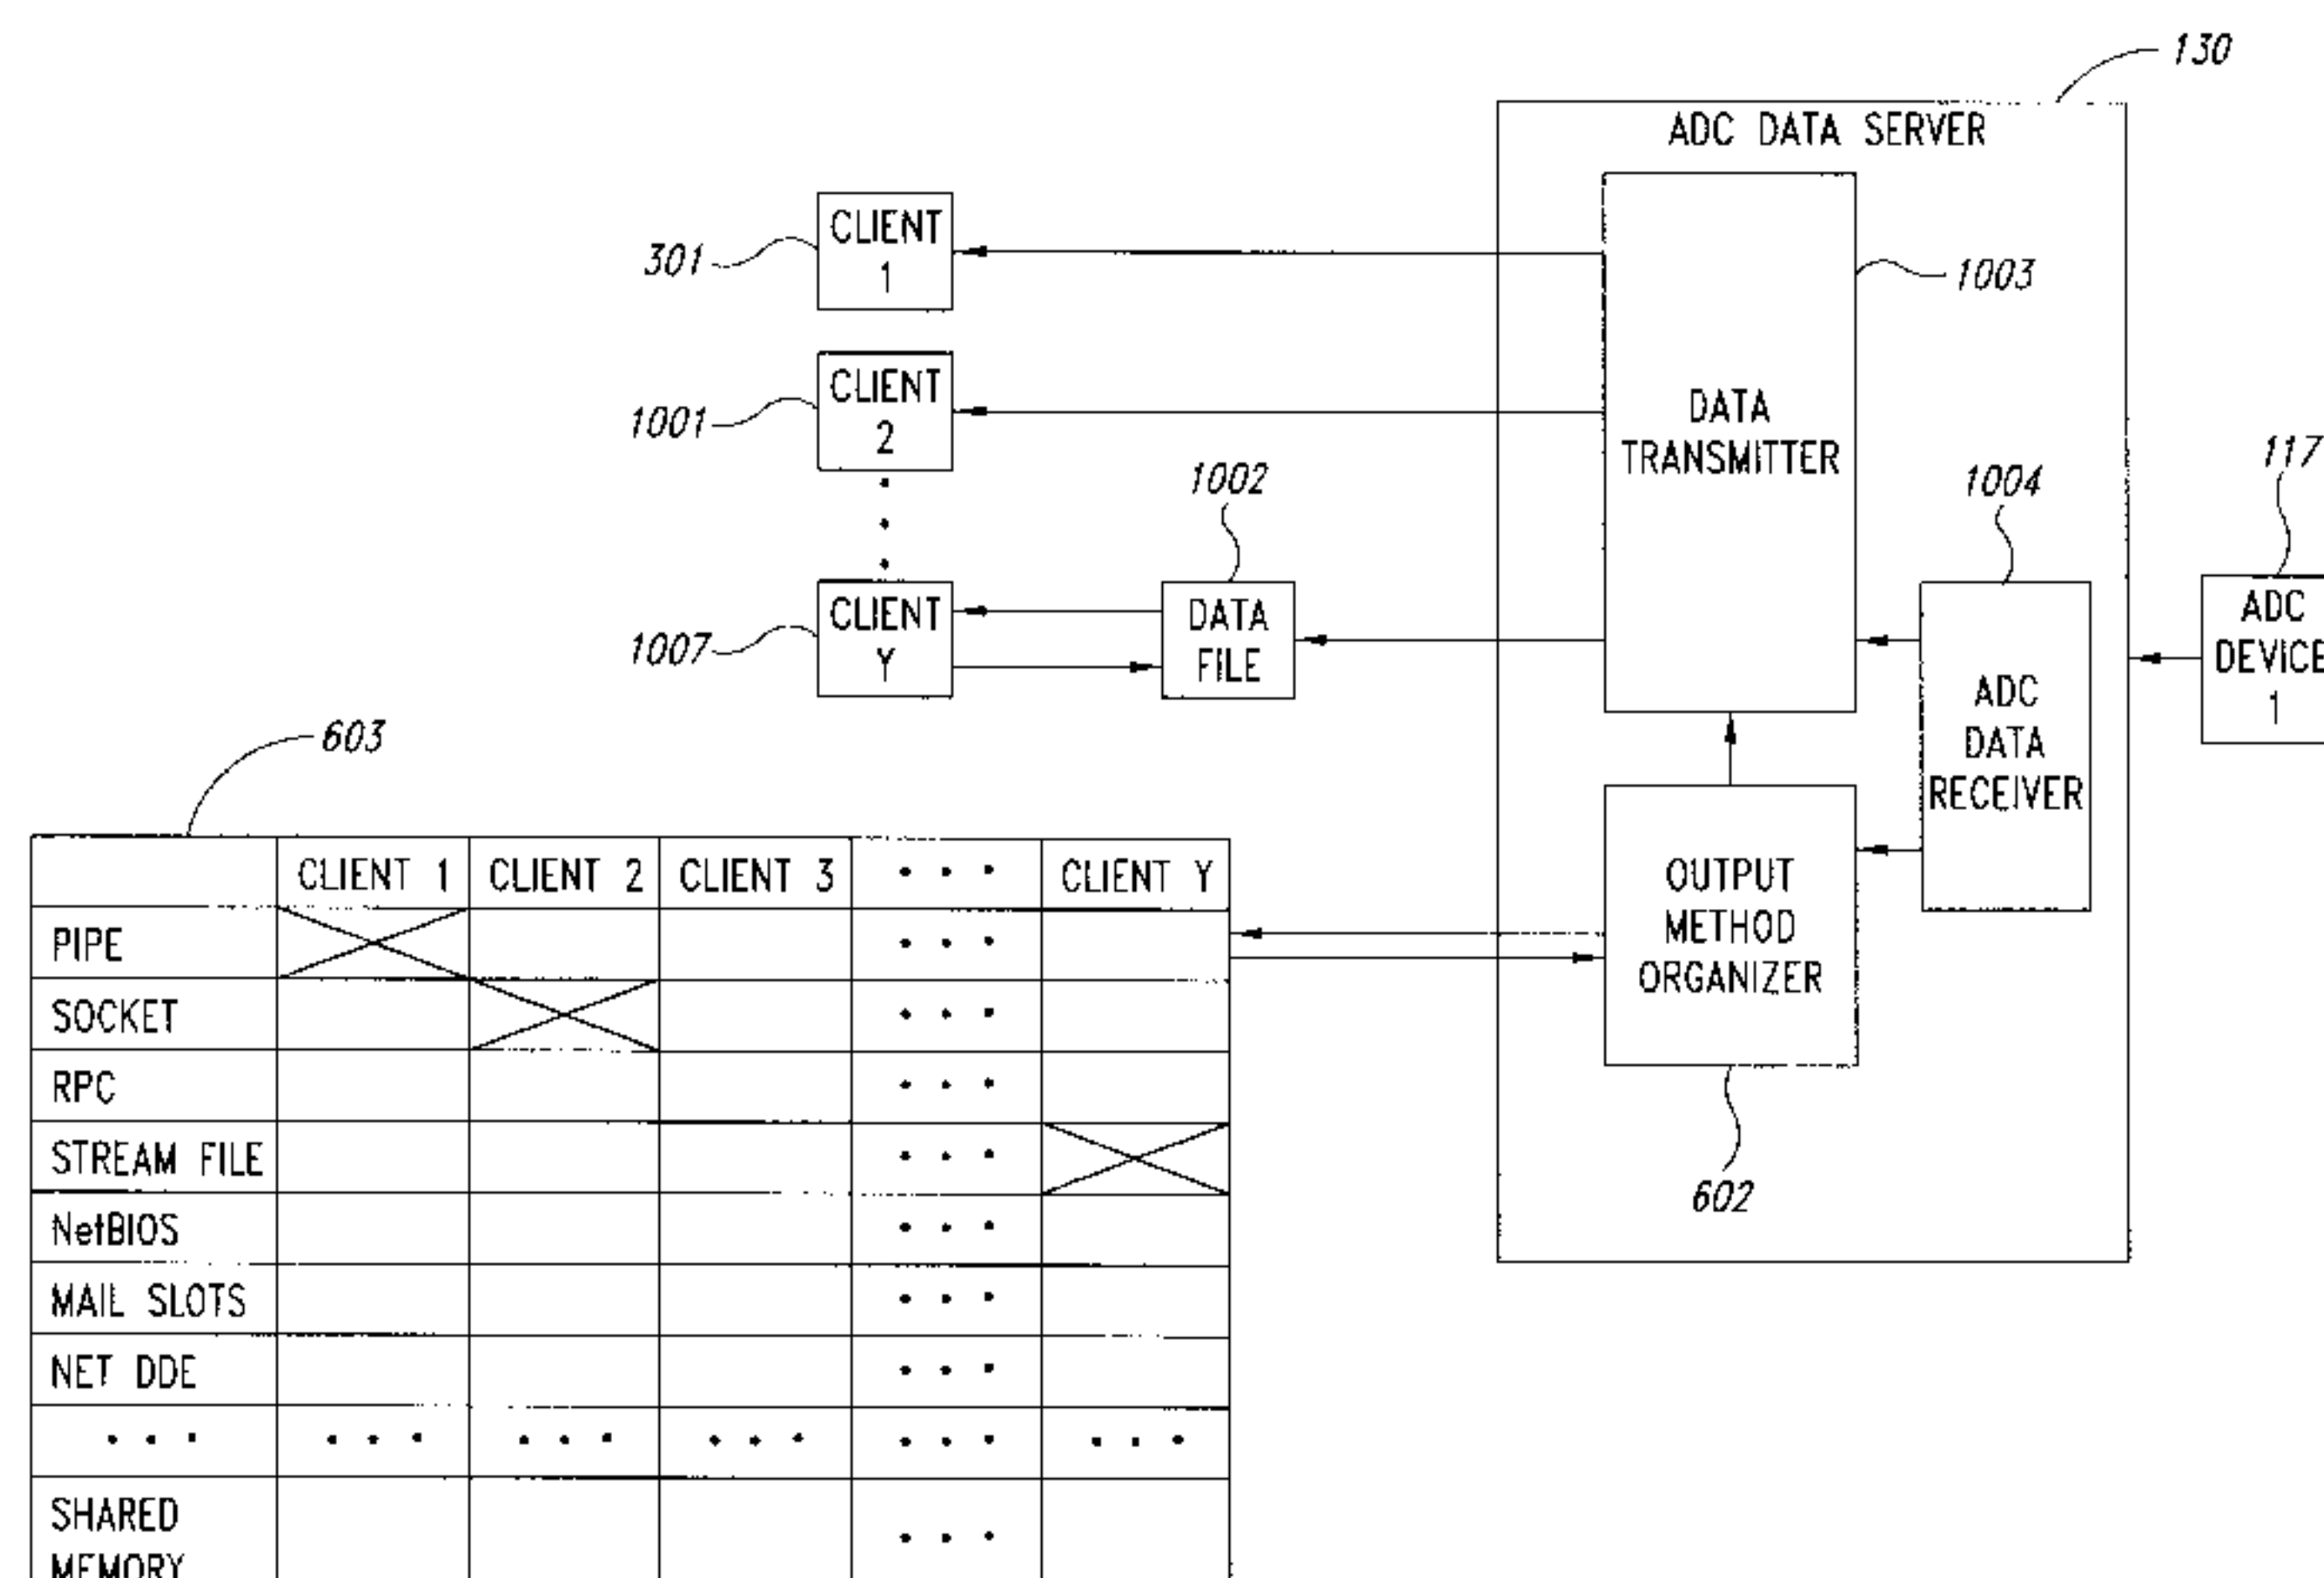 130
ADC DATA SERVER
CLIENT
1
301
1003
CLIENT
2
1001
DATA
TRANSMITTER
117
1002
1004
CLIENT
Y
1007
DATA
FILE
ADC
DEVICE
1
ADC
DATA
RECEIVER
603
CLIENT 1 CLIENT 2 CLIENT 3 • • • CLIENT Y
OUTPUT
METHOD
ORGANIZER
PIPE • • •
SOCKET • • •
RPC • • •
STREAM FILE • • •
602
NetBIOS • • •
MAIL SLOTS • • •
NET DDE • • •
• • • • • • • • • • • • • • • • • •
SHARED
MEMORY • • •